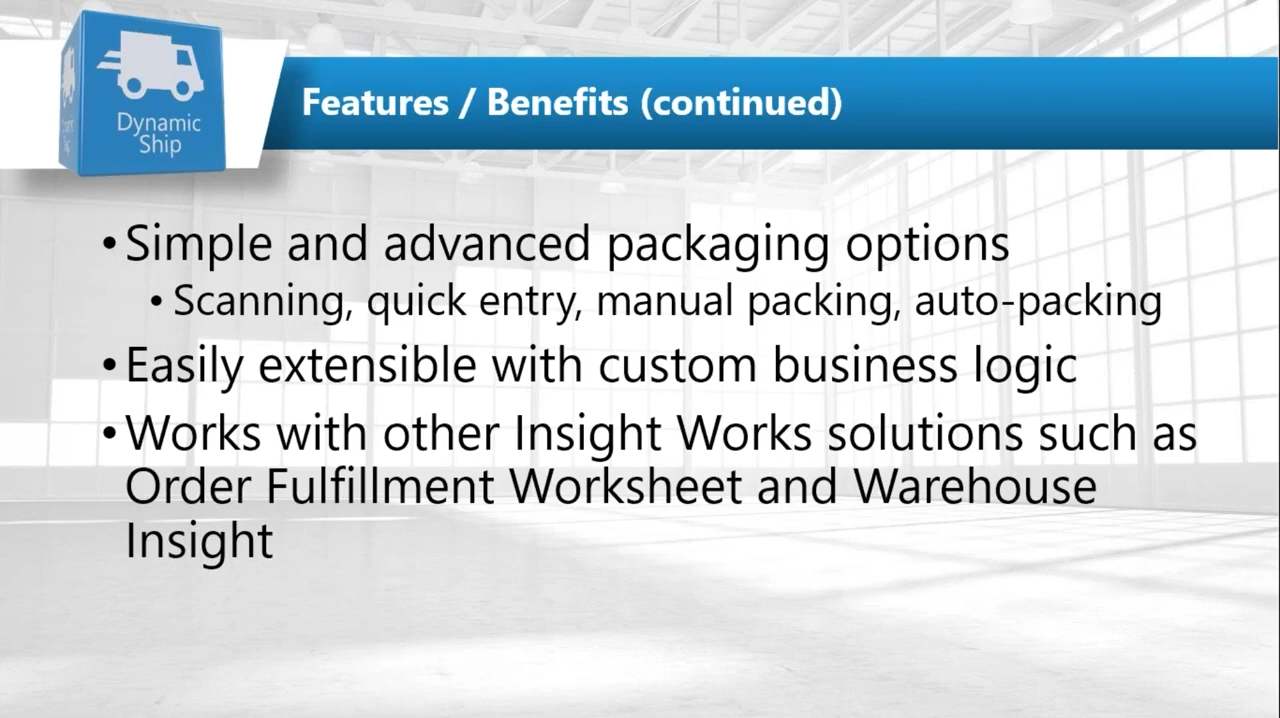 Dynamic
Ship
Features / Benefits (continued)
• Simple and advanced packaging options
• Scanning, quick entry, manual packing, auto-packing
• Easily extensible with custom business logic
• Works with other Insight Works solutions such as
Order Fulfillment Worksheet and Warehouse
Insight